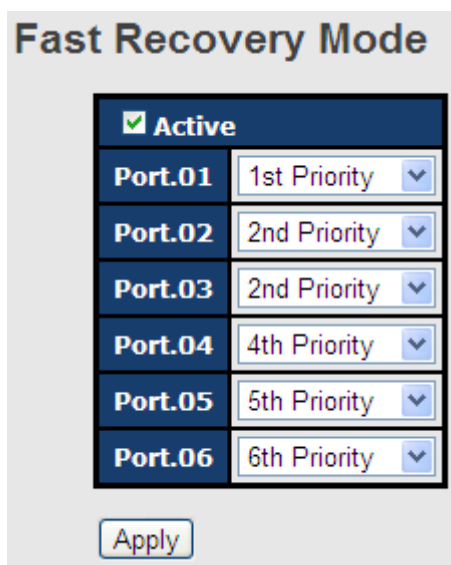 Fast Recovery Mode
Active
Port.01 1st Priority
Port.02 2nd Priority
Port.03 2nd Priority
Port.04 4th Priority
Port.05 5th Priority
Port.06 6th Priority
Apply